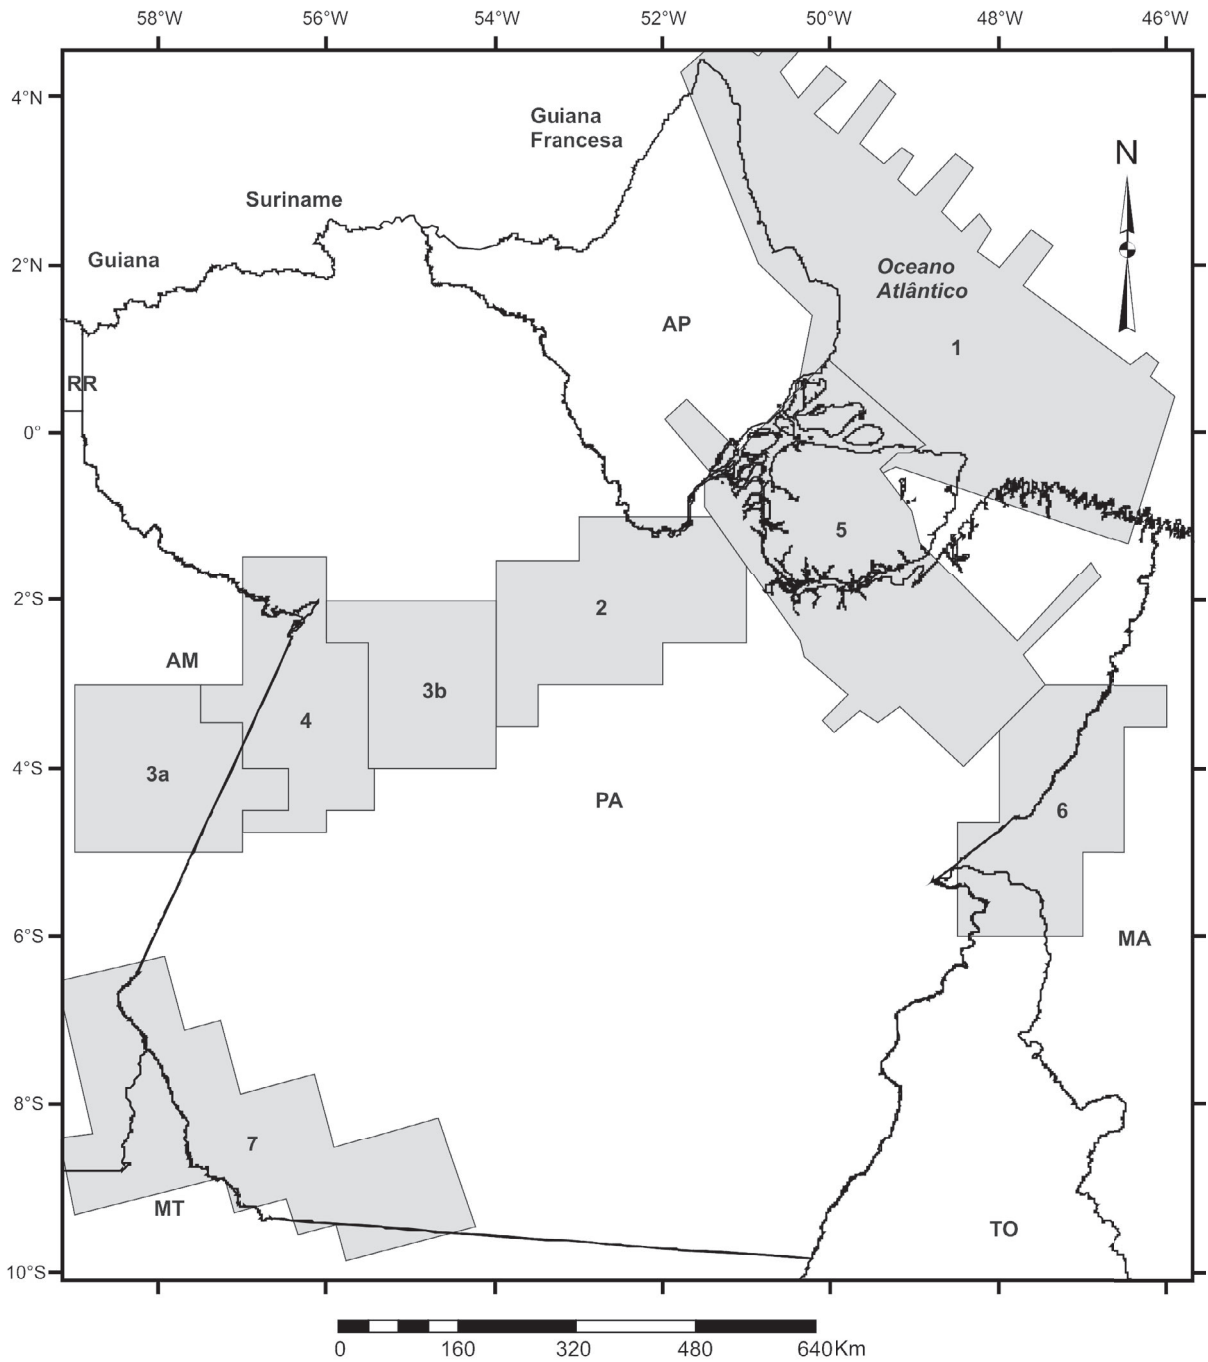 58°W 56°W 54°W 52°W 50°W 48°W 46°W
4°N
Guiana
Francesa
N
Suriname
Guiana
2°N
Oceano
Atlântico
AP
1
RR
0°
5
2°S
2
AM
3b
4
3a
4°S
PA
6
6°S
MA
8°S
7
MT
TO
10°S
0 160 320 480 640Km